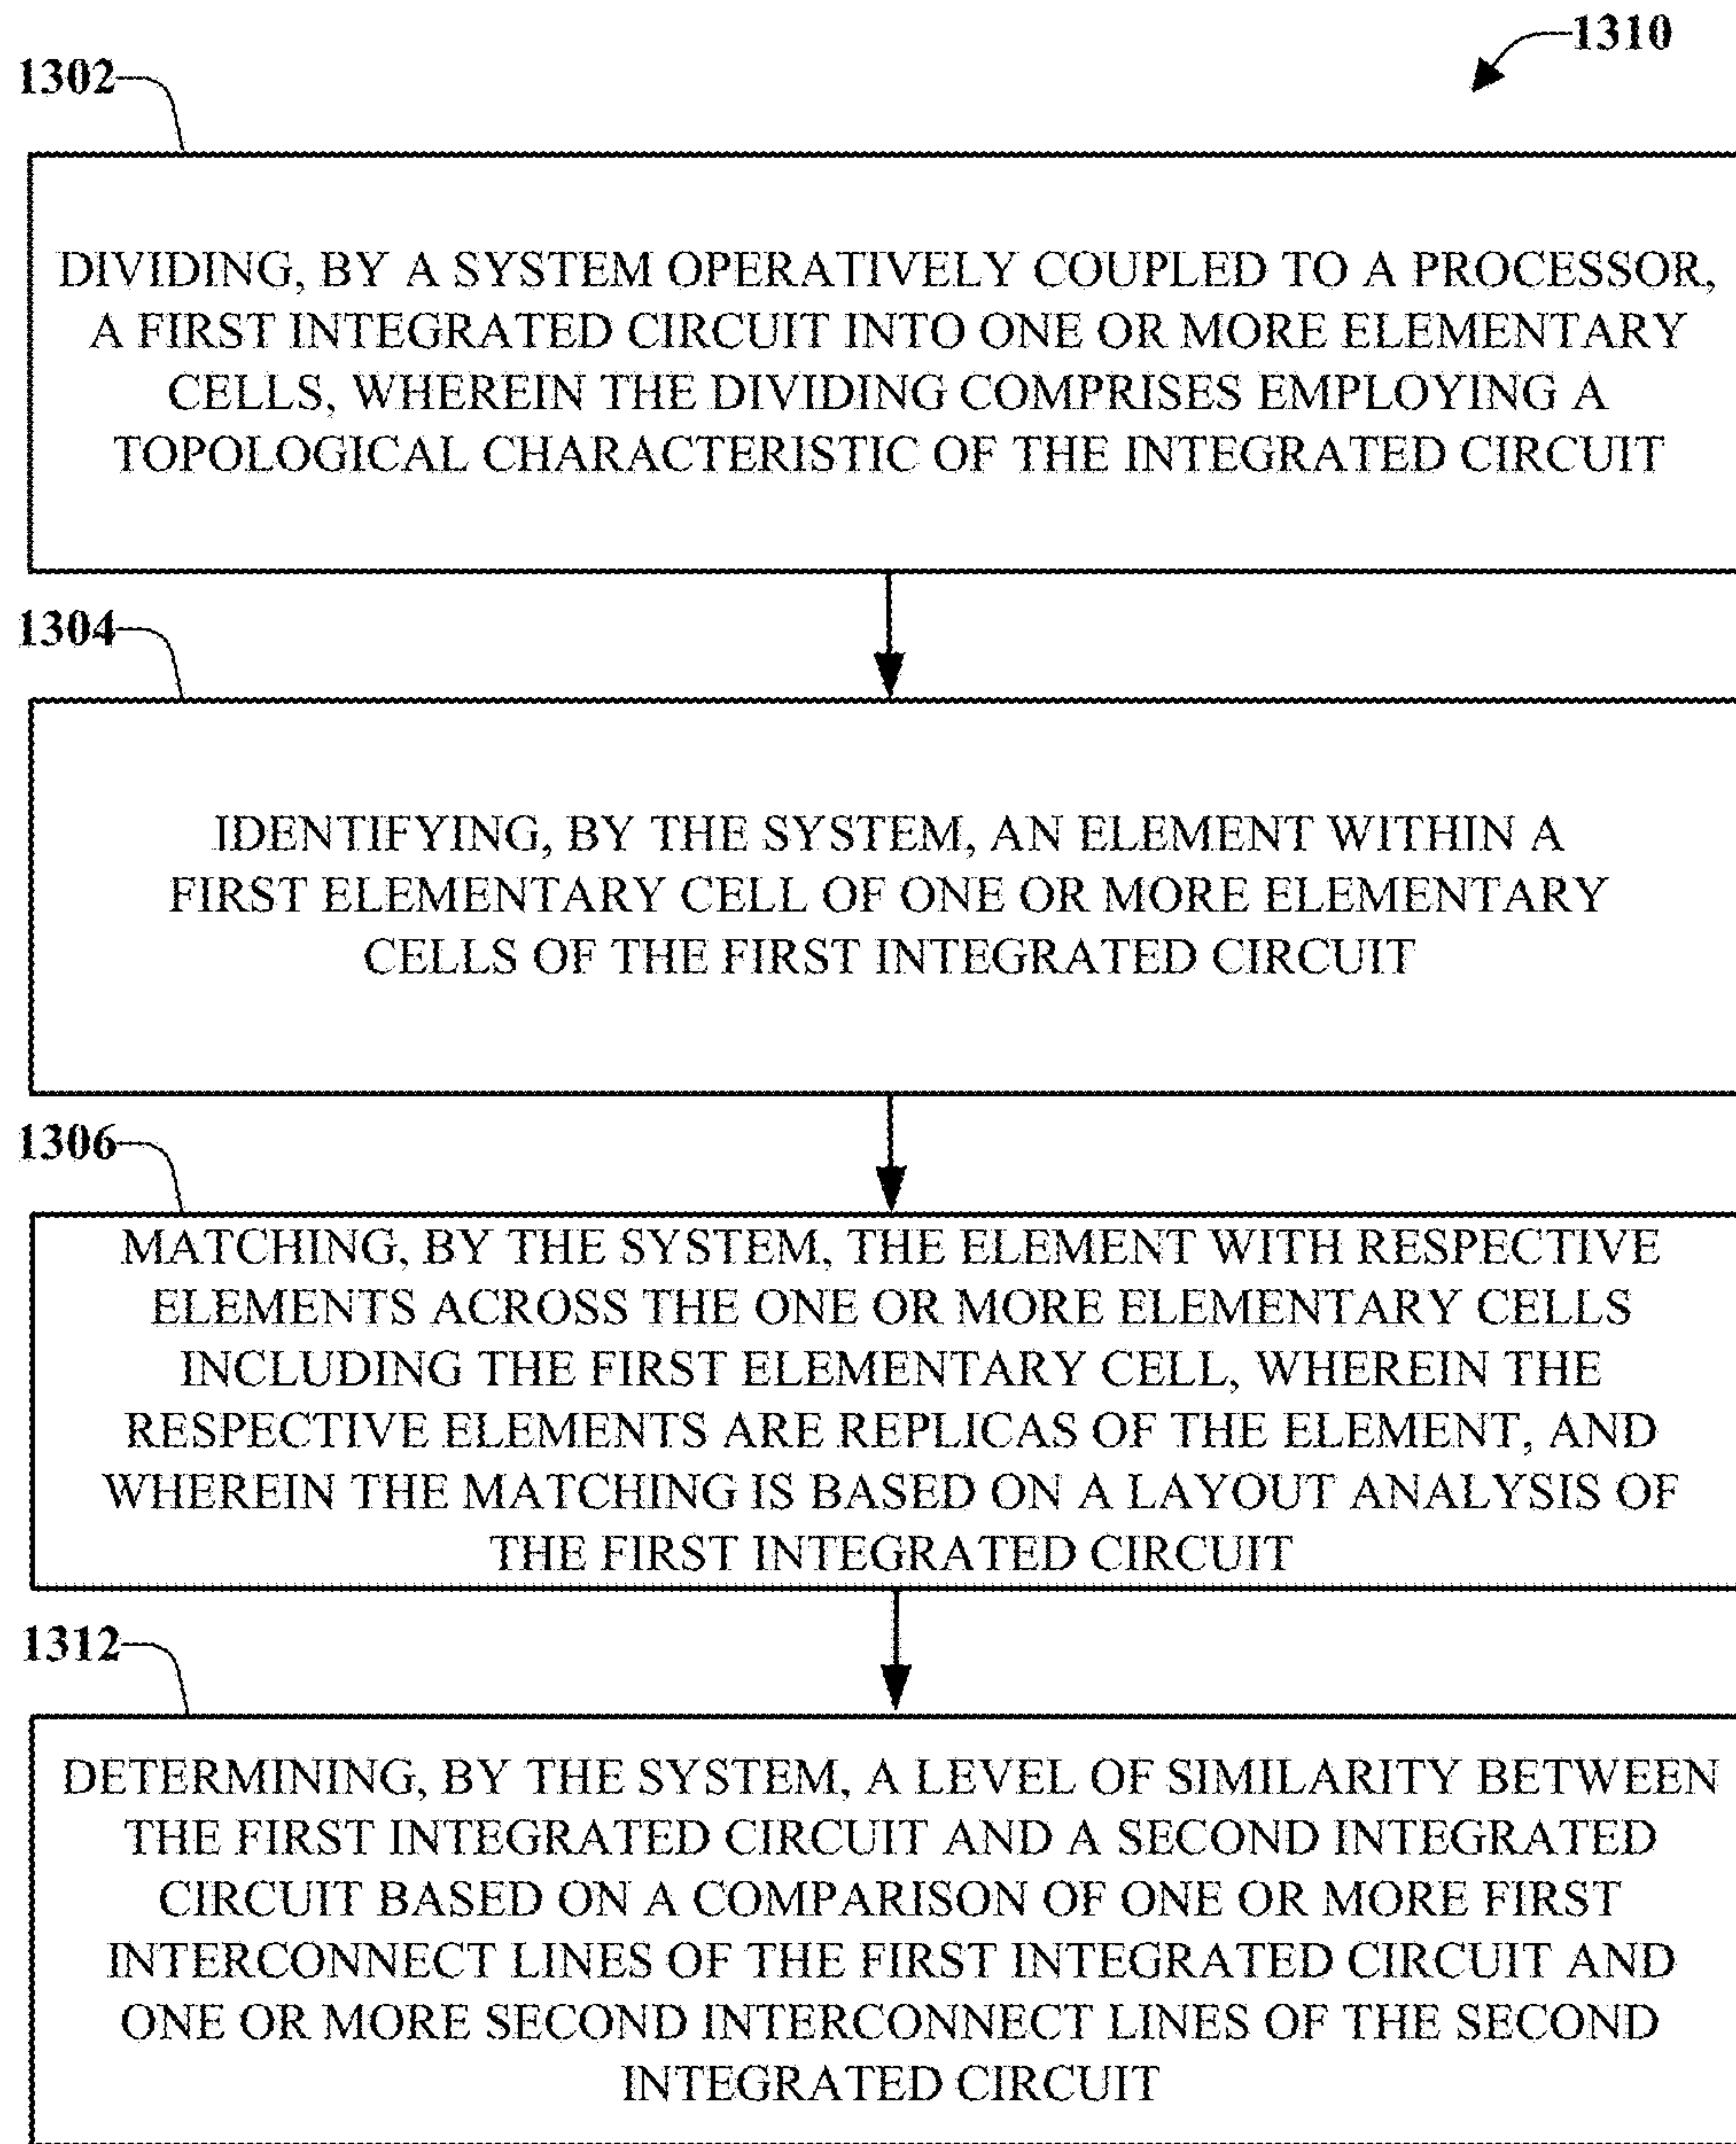 1310
1302
DIVIDING, BY A SYSTEM OPERATIVELY COUPLED TO A PROCESSOR,
A FIRST INTEGRATED CIRCUIT INTO ONE OR MORE ELEMENTARY
CELLS, WHEREIN THE DIVIDING COMPRISES EMPLOYING A
TOPOLOGICAL CHARACTERISTIC OF THE INTEGRATED CIRCUIT
1304
IDENTIFYING, BY THE SYSTEM, AN ELEMENT WITHIN A
FIRST ELEMENTARY CELL OF ONE OR MORE ELEMENTARY
CELLS OF THE FIRST INTEGRATED CIRCUIT
1306
MATCHING, BY THE SYSTEM, THE ELEMENT WITH RESPECTIVE
ELEMENTS ACROSS THE ONE OR MORE ELEMENTARY CELLS
INCLUDING THE FIRST ELEMENTARY CELL, WHEREIN THE
RESPECTIVE ELEMENTS ARE REPLICAS OF THE ELEMENT, AND
WHEREIN THE MATCHING IS BASED ON A LAYOUT ANALYSIS OF
THE FIRST INTEGRATED CIRCUIT
1312
DETERMINING, BY THE SYSTEM, A LEVEL OF SIMILARITY BETWEEN
THE FIRST INTEGRATED CIRCUIT AND A SECOND INTEGRATED
CIRCUIT BASED ON A COMPARISON OF ONE OR MORE FIRST
INTERCONNECT LINES OF THE FIRST INTEGRATED CIRCUIT AND
ONE OR MORE SECOND INTERCONNECT LINES OF THE SECOND
INTEGRATED CIRCUIT